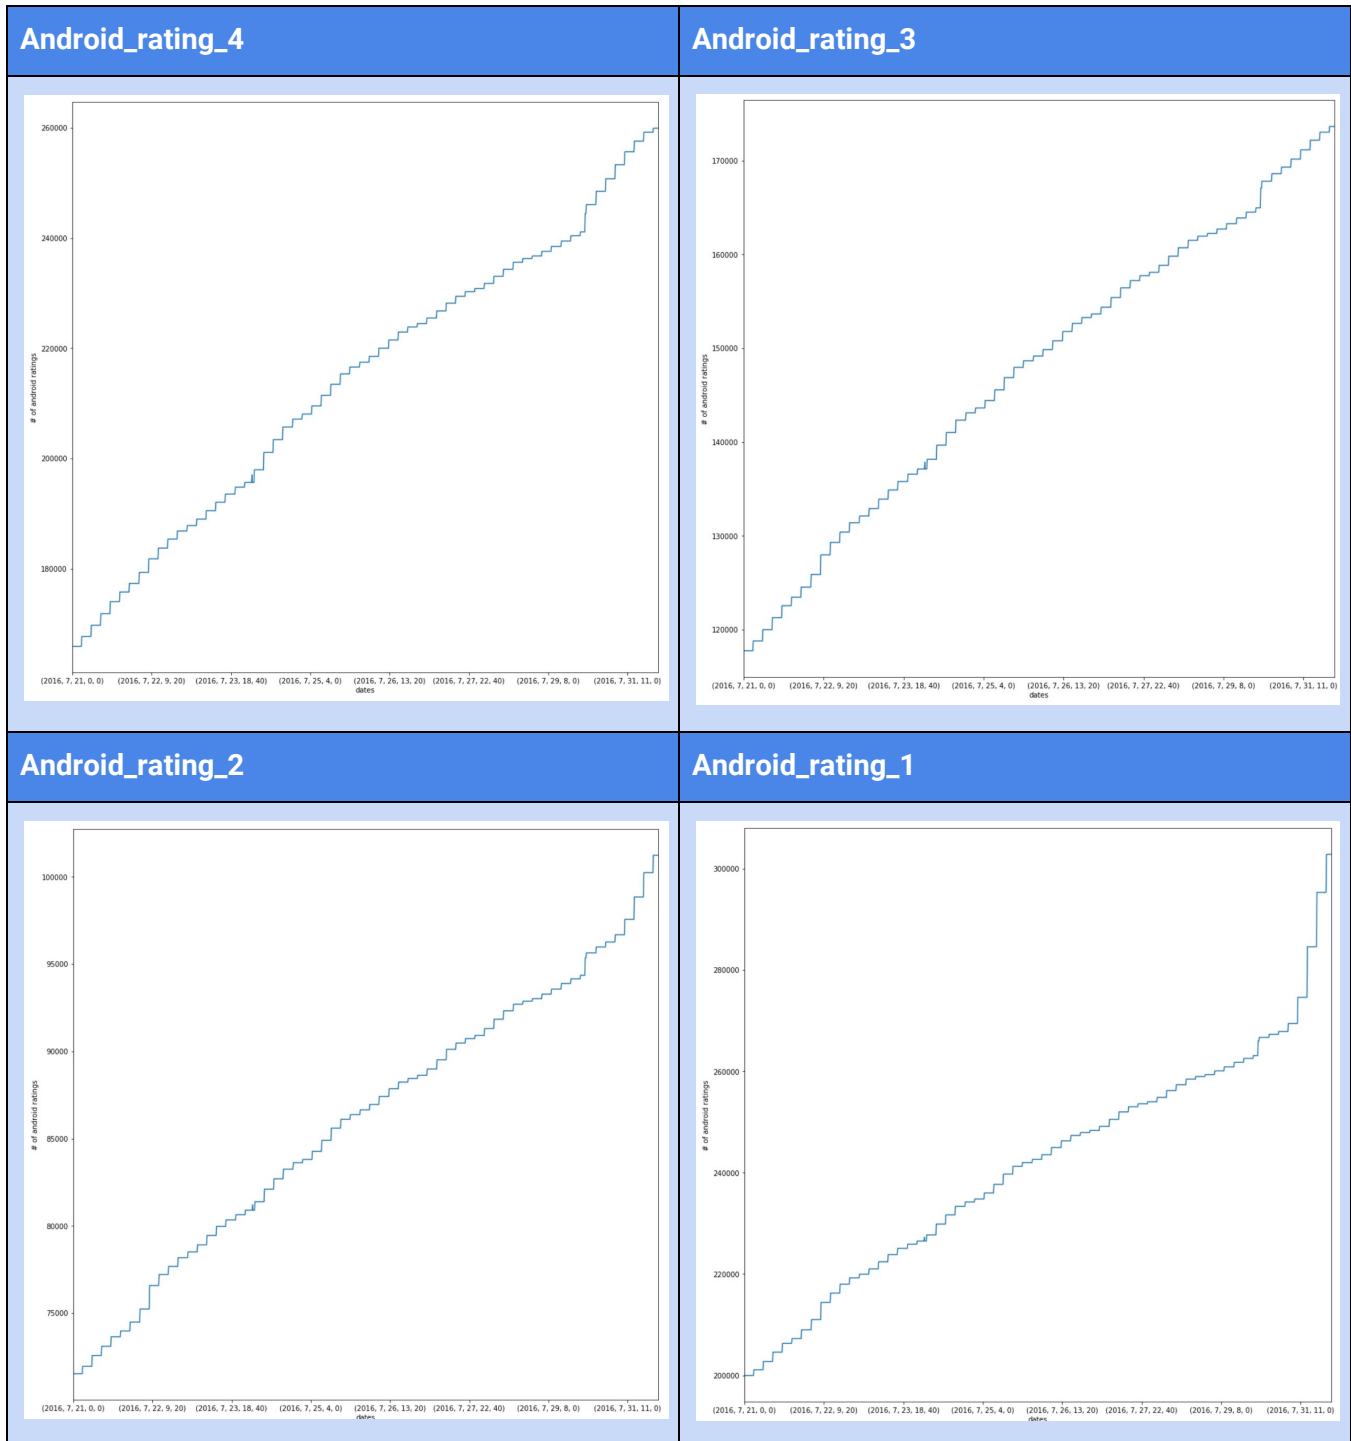 Android_rating_4
Android_rating_3
260000
240000
220000
200000
180000
# of android ratings
(2016, 7, 21, 0, 0) (2016, 7, 22, 9, 20) (2016, 7, 23, 18, 40) (2016, 7, 25, 4, 0) (2016, 7, 26, 13, 20) (2016, 7, 27, 22, 40) (2016, 7, 29, 8, 0) (2016, 7, 31, 11, 0)
dates
170000
160000
150000
140000
130000
120000
# of android ratings
(2016, 7, 21, 0, 0) (2016, 7, 22, 9, 20) (2016, 7, 23, 18, 40) (2016, 7, 25, 4, 0) (2016, 7, 26, 13, 20) (2016, 7, 27, 22, 40) (2016, 7, 29, 8, 0) (2016, 7, 31, 11, 0)
dates
Android_rating_2
Android_rating_1
100000
95000
90000
85000
80000
75000
# of android ratings
(2016, 7, 21, 0, 0) (2016, 7, 22, 9, 20) (2016, 7, 23, 18, 40) (2016, 7, 25, 4, 0) (2016, 7, 26, 13, 20) (2016, 7, 27, 22, 40) (2016, 7, 29, 8, 0) (2016, 7, 31, 11, 0)
dates
300000
280000
260000
240000
220000
200000
# of android ratings
(2016, 7, 21, 0, 0) (2016, 7, 22, 9, 20) (2016, 7, 23, 18, 40) (2016, 7, 25, 4, 0) (2016, 7, 26, 13, 20) (2016, 7, 27, 22, 40) (2016, 7, 29, 8, 0) (2016, 7, 31, 11, 0)
dates